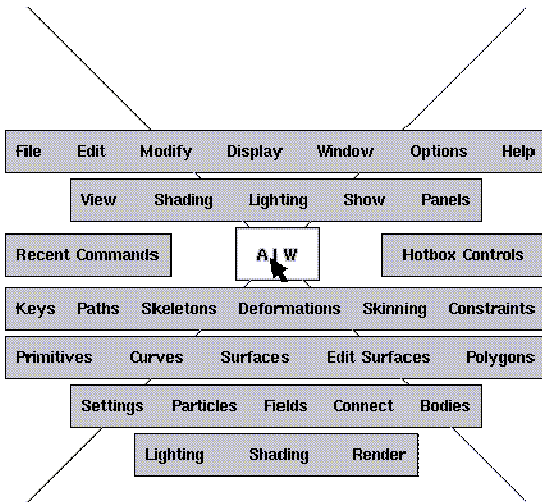 File Edit Modify Display Window Options Help
View Shading Lighting Show Panels
Recent Commands A | W Hotbox Controls
Keys Paths Skeletons Deformations Skinning Constraints
Primitives Curves Surfaces Edit Surfaces Polygons
Settings Particles Fields Connect Bodies
Lighting Shading Render